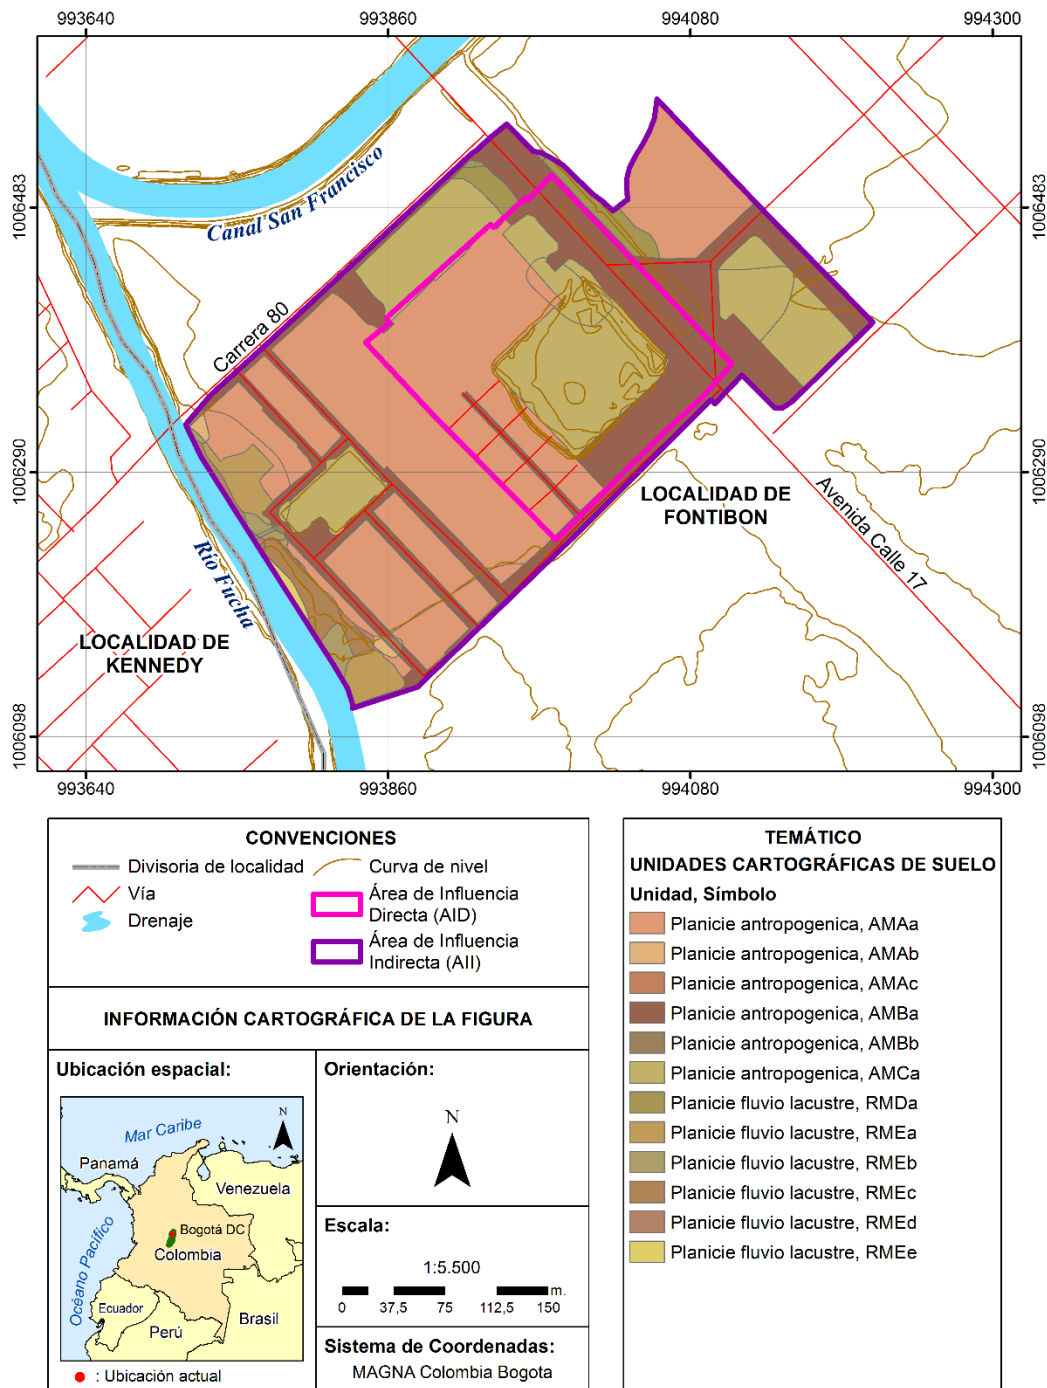 993640 993860 994080 994300
1006483 1006483
Canal San Francisco
Carrera 80
1006290 1006290
LOCALIDAD DE
FONTIBON
Avenida Calle 17
Río Fucha
LOCALIDAD DE
KENNEDY
1006098 1006098
993640 993860 994080 994300
CONVENCIONES
Divisoria de localidad
Vía
Drenaje
Curva de nivel
Área de Influencia
Directa (AID)
Área de Influencia
Indirecta (AII)
INFORMACIÓN CARTOGRÁFICA DE LA FIGURA
Ubicación espacial:
N
Mar Caribe
Panamá
Venezuela
Bogotá DC
Colombia
Océano Pacífico
Ecuador
Perú
Brasil
: Ubicación actual
Orientación:
N
Escala:
1:5.500
0 37,5 75 112,5 150 m.
Sistema de Coordenadas:
MAGNA Colombia Bogota
TEMÁTICO
UNIDADES CARTOGRÁFICAS DE SUELO
Unidad, Símbolo
Planicie antropogenica, AMAa
Planicie antropogenica, AMAb
Planicie antropogenica, AMAc
Planicie antropogenica, AMBa
Planicie antropogenica, AMBb
Planicie antropogenica, AMCa
Planicie fluvio lacustre, RMDa
Planicie fluvio lacustre, RMEa
Planicie fluvio lacustre, RMEb
Planicie fluvio lacustre, RMEc
Planicie fluvio lacustre, RMEd
Planicie fluvio lacustre, RMEe